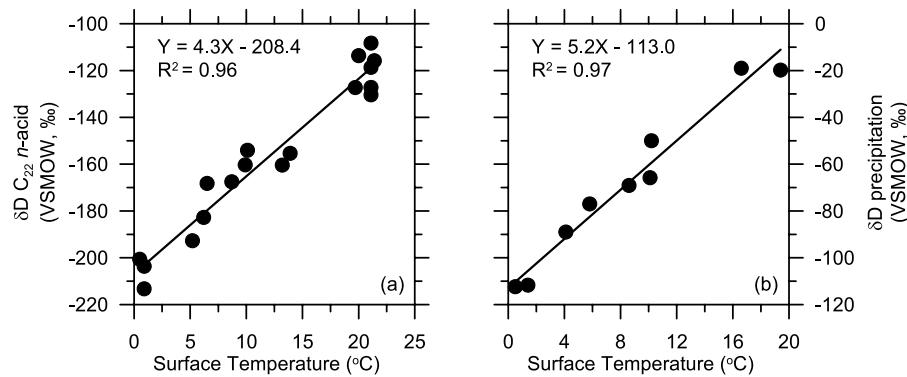 Y = 4.3X - 208.4
R² = 0.96
(a)
-100
-120
-140
-160
-180
-200
-220
0 5 10 15 20 25
Surface Temperature (°C)
δD C₂₂ n-acid
(VSMOW, ‰)
Y = 5.2X - 113.0
R² = 0.97
(b)
0
-20
-40
-60
-80
-100
-120
0 4 8 12 16 20
Surface Temperature (°C)
δD precipitation
(VSMOW, ‰)